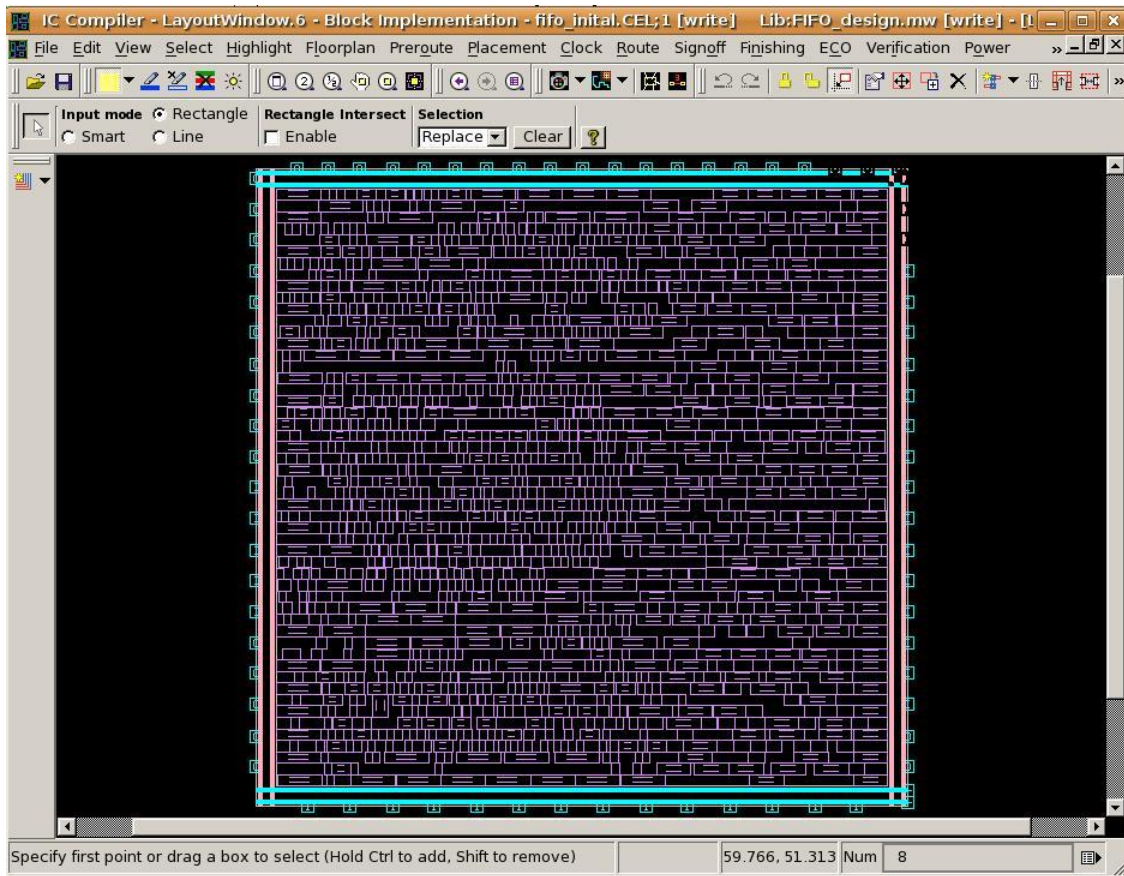 IC Compiler - LayoutWindow.6 - Block Implementation - fifo_inital.CEL;1 [write] Lib:FIFO_design.mw [write] - [L
File Edit View Select Highlight Floorplan Preroute Placement Clock Route Signoff Finishing ECO Verification Power »
»
Input mode Rectangle Rectangle Intersect Selection
Smart Line Enable Replace Clear ?
Specify first point or drag a box to select (Hold Ctrl to add, Shift to remove) 59.766, 51.313 Num 8